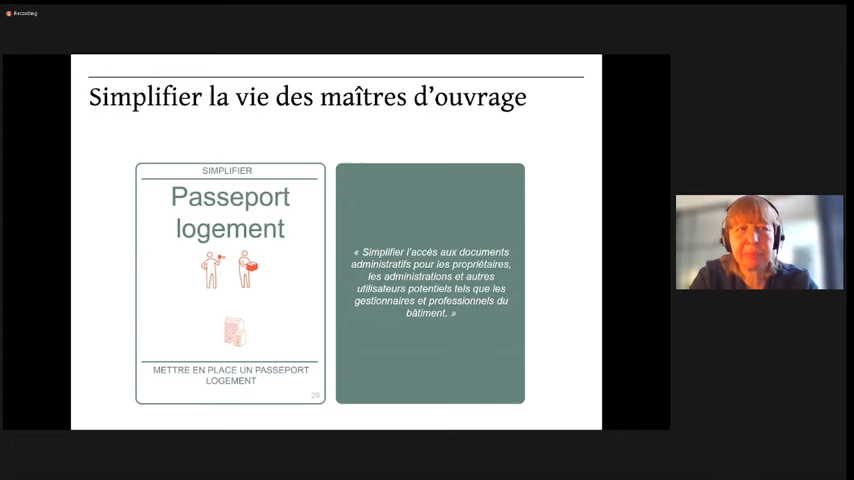 Recording
Simplifier la vie des maîtres d’ouvrage
SIMPLIFIER
Passeport
logement
METTRE EN PLACE UN PASSEPORT
LOGEMENT
26
« Simplifier l’accès aux documents
administratifs pour les propriétaires,
les administrations et autres
utilisateurs potentiels tels que les
gestionnaires et professionnels du
bâtiment. »